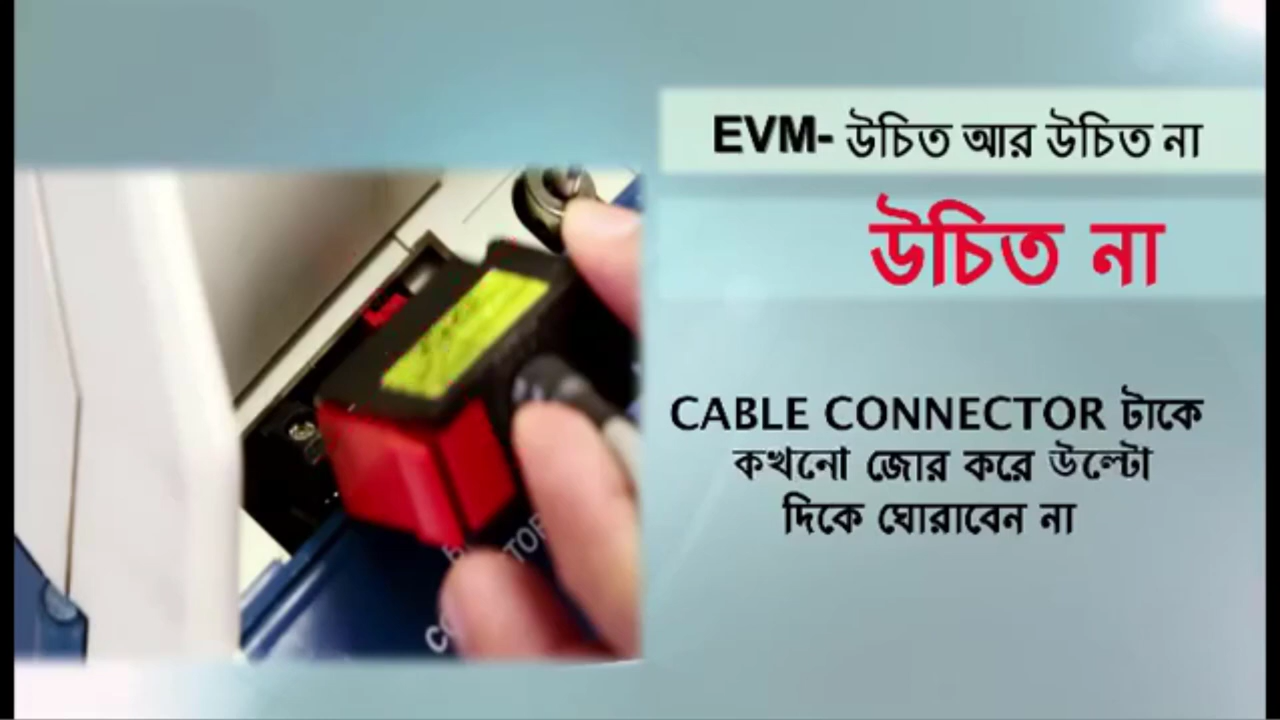 EVM- উচিত আর উচিত না
উচিত না
CABLE CONNECTOR টাকে
কখনো জোর করে উল্টো
দিকে ঘোরাবেন না